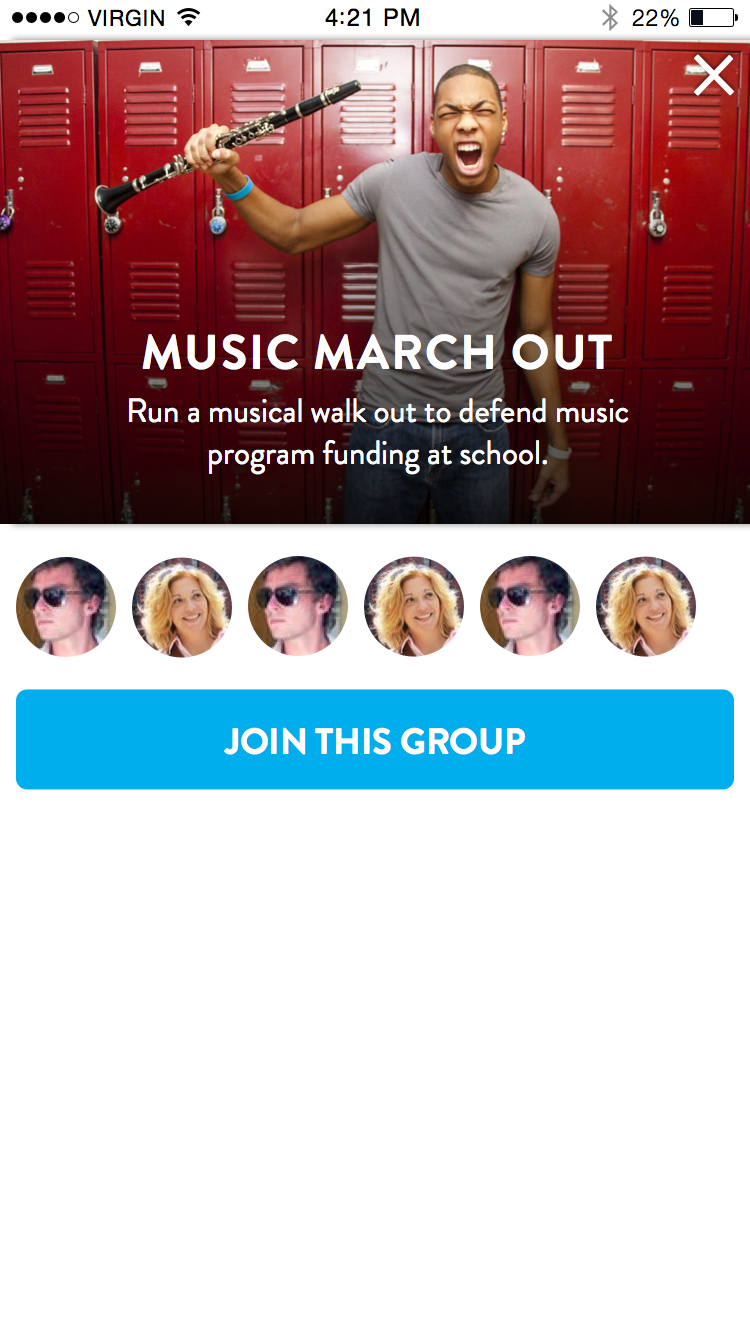 VIRGIN 4:21 PM 22%
MUSIC MARCH OUT
Run a musical walk out to defend music
program funding at school.
JOIN THIS GROUP